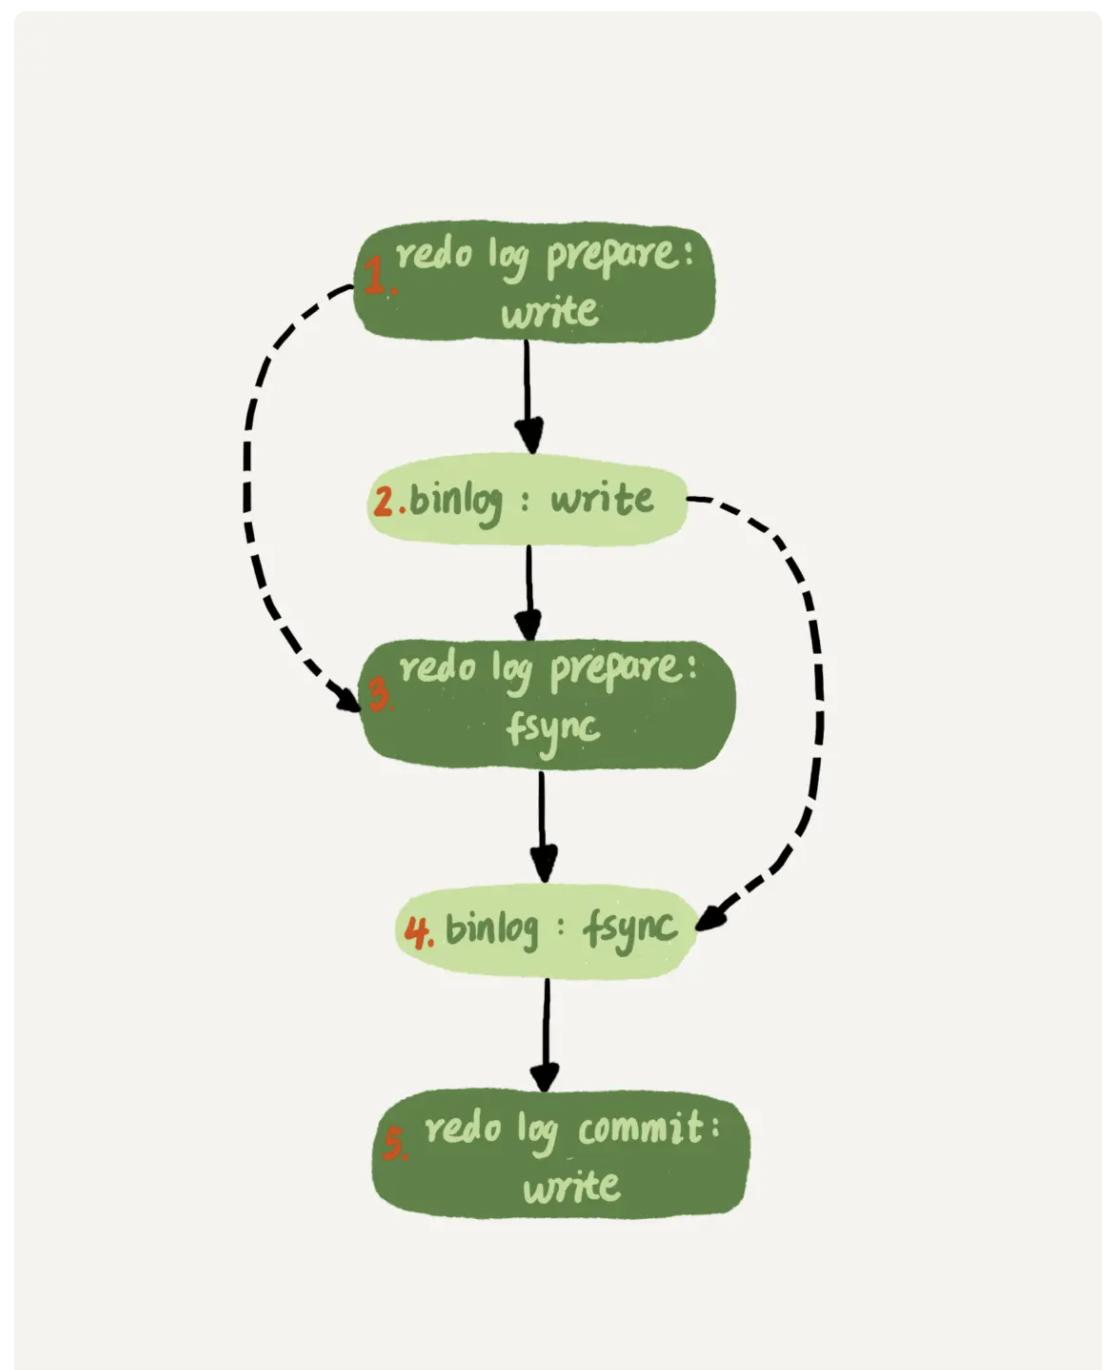 1. redo log prepare:
write
2. binlog : write
3. redo log prepare:
fsync
4. binlog : fsync
5. redo log commit:
write